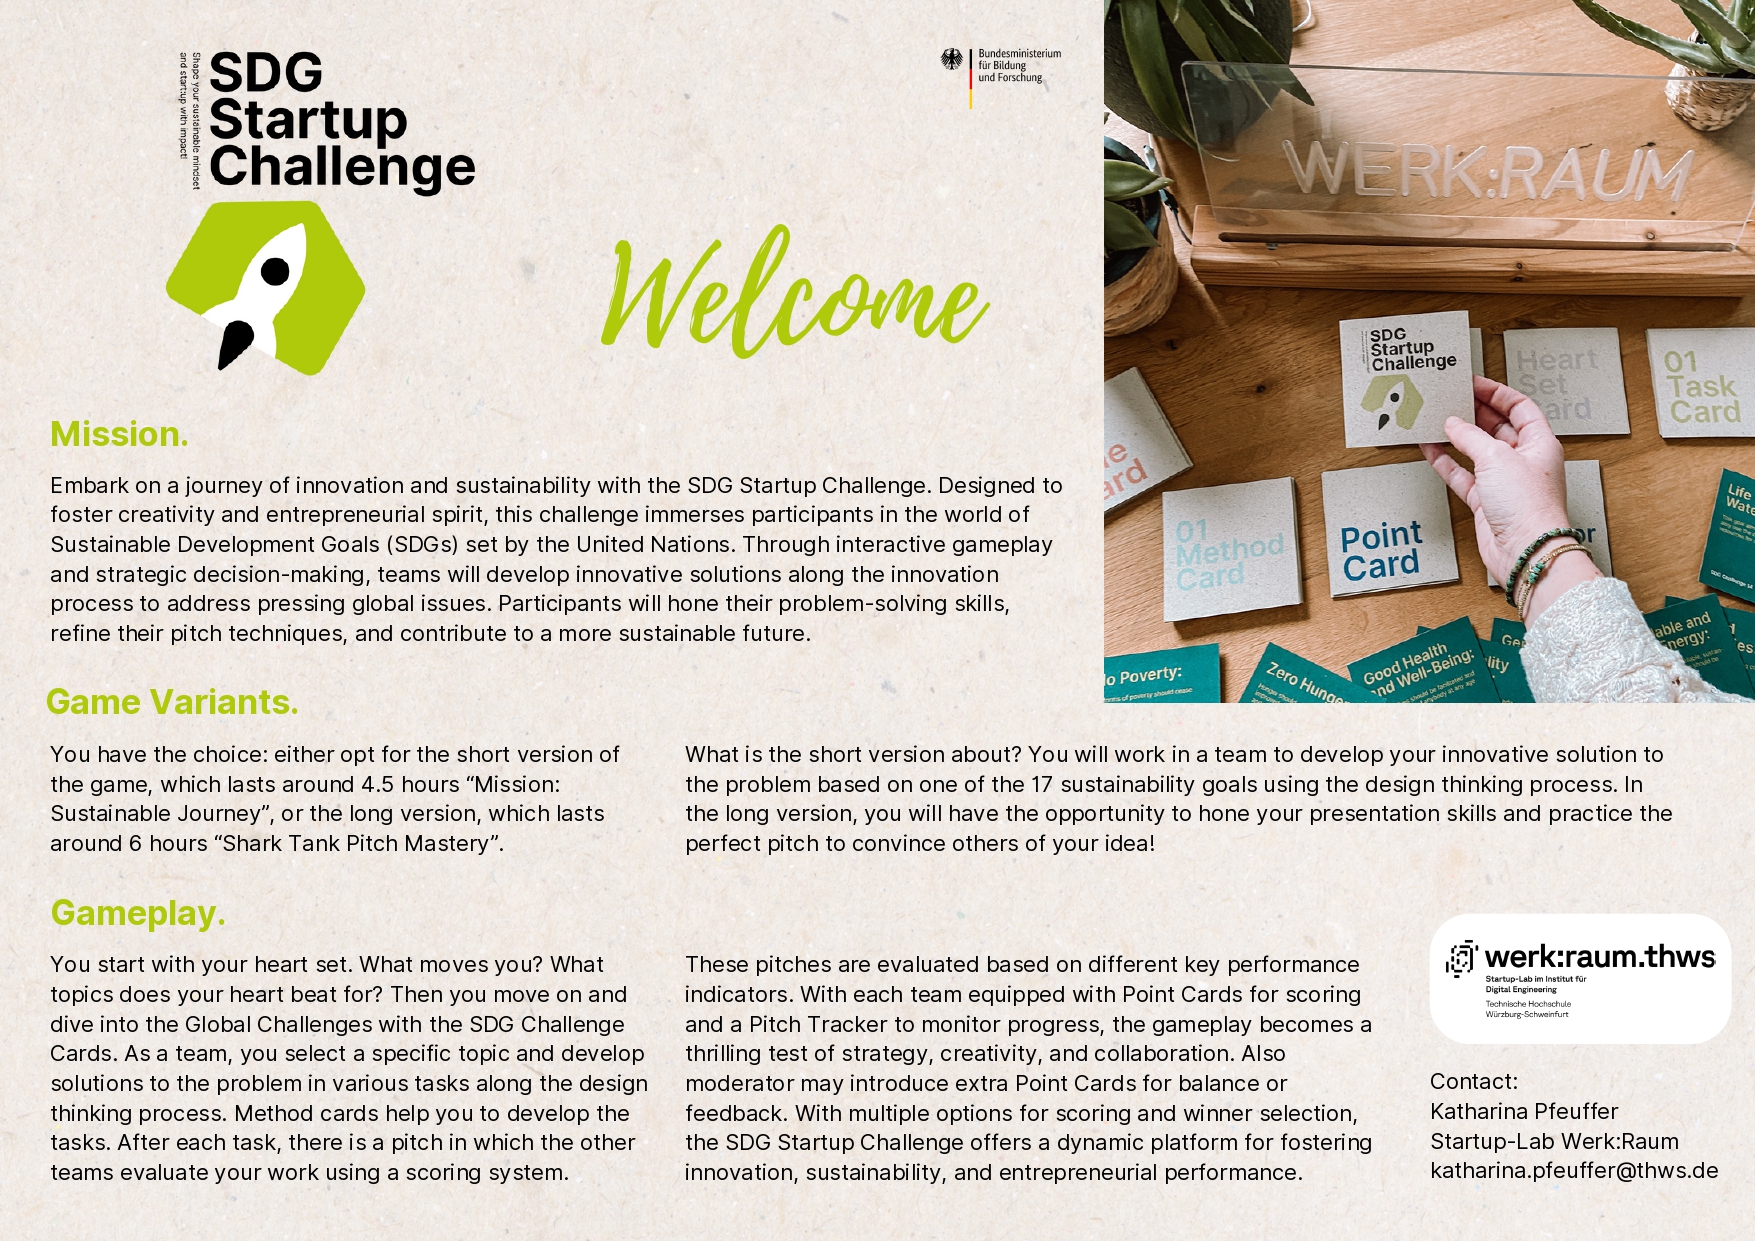 Shape your sustainable mindset
and startup with impact!
SDG
Startup
Challenge
Bundesministerium
für Bildung
und Forschung
Welcome
WERK:RAUM
SDG
Startup
Challenge
Heart
Set
Card
01
Task
Card
01
Method
Card
Point
Card
No Poverty:
Zero Hunger
Good Health
and Well-Being:
Mission.
Embark on a journey of innovation and sustainability with the SDG Startup Challenge. Designed to
foster creativity and entrepreneurial spirit, this challenge immerses participants in the world of
Sustainable Development Goals (SDGs) set by the United Nations. Through interactive gameplay
and strategic decision-making, teams will develop innovative solutions along the innovation
process to address pressing global issues. Participants will hone their problem-solving skills,
refine their pitch techniques, and contribute to a more sustainable future.
Game Variants.
You have the choice: either opt for the short version of
the game, which lasts around 4.5 hours “Mission:
Sustainable Journey”, or the long version, which lasts
around 6 hours “Shark Tank Pitch Mastery”.
What is the short version about? You will work in a team to develop your innovative solution to
the problem based on one of the 17 sustainability goals using the design thinking process. In
the long version, you will have the opportunity to hone your presentation skills and practice the
perfect pitch to convince others of your idea!
Gameplay.
You start with your heart set. What moves you? What
topics does your heart beat for? Then you move on and
dive into the Global Challenges with the SDG Challenge
Cards. As a team, you select a specific topic and develop
solutions to the problem in various tasks along the design
thinking process. Method cards help you to develop the
tasks. After each task, there is a pitch in which the other
teams evaluate your work using a scoring system.
These pitches are evaluated based on different key performance
indicators. With each team equipped with Point Cards for scoring
and a Pitch Tracker to monitor progress, the gameplay becomes a
thrilling test of strategy, creativity, and collaboration. Also
moderator may introduce extra Point Cards for balance or
feedback. With multiple options for scoring and winner selection,
the SDG Startup Challenge offers a dynamic platform for fostering
innovation, sustainability, and entrepreneurial performance.
werk:raum.thws
Startup-Lab im Institut für
Digital Engineering
Technische Hochschule
Würzburg-Schweinfurt
Contact:
Katharina Pfeuffer
Startup-Lab Werk:Raum
katharina.pfeuffer@thws.de